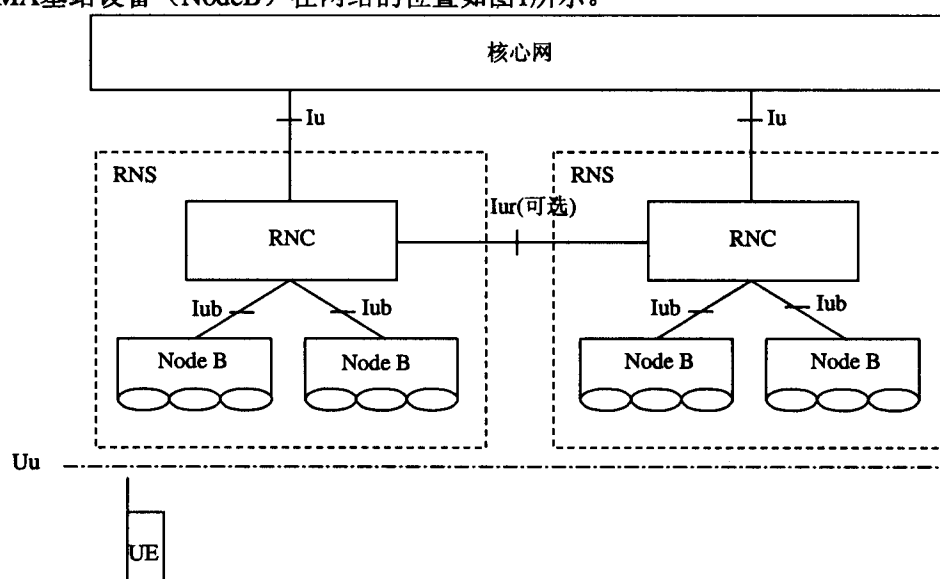 MA基站设备（NodeB）在网络的位置如图1所示。
核心网
Iu
Iu
RNS
RNS
Iur(可选)
RNC
RNC
Iub
Iub
Iub
Iub
Node B
Node B
Node B
Node B
Uu
UE